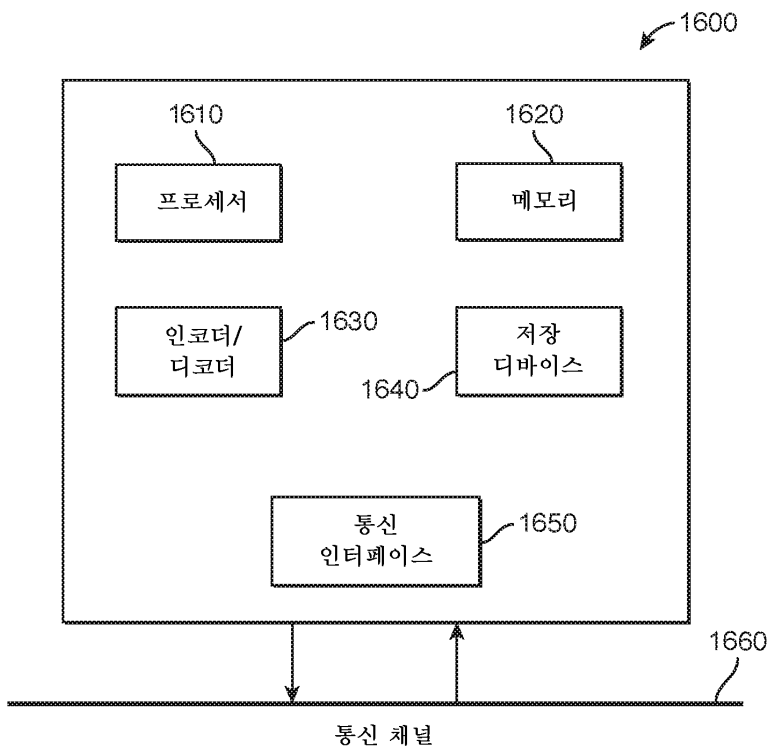 1600
1610
1620
프로세서
메모리
인코더/
디코더
1630
저장
디바이스
1640
통신
인터페이스
1650
1660
통신 채널